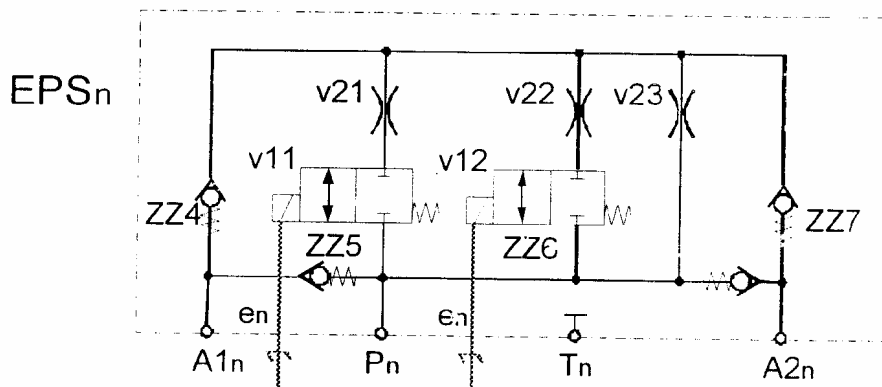 EPSn
v21
v22
v23
v11
v12
ZZ4
ZZ5
ZZ6
ZZ7
en
en
A1n
Pn
Tn
A2n